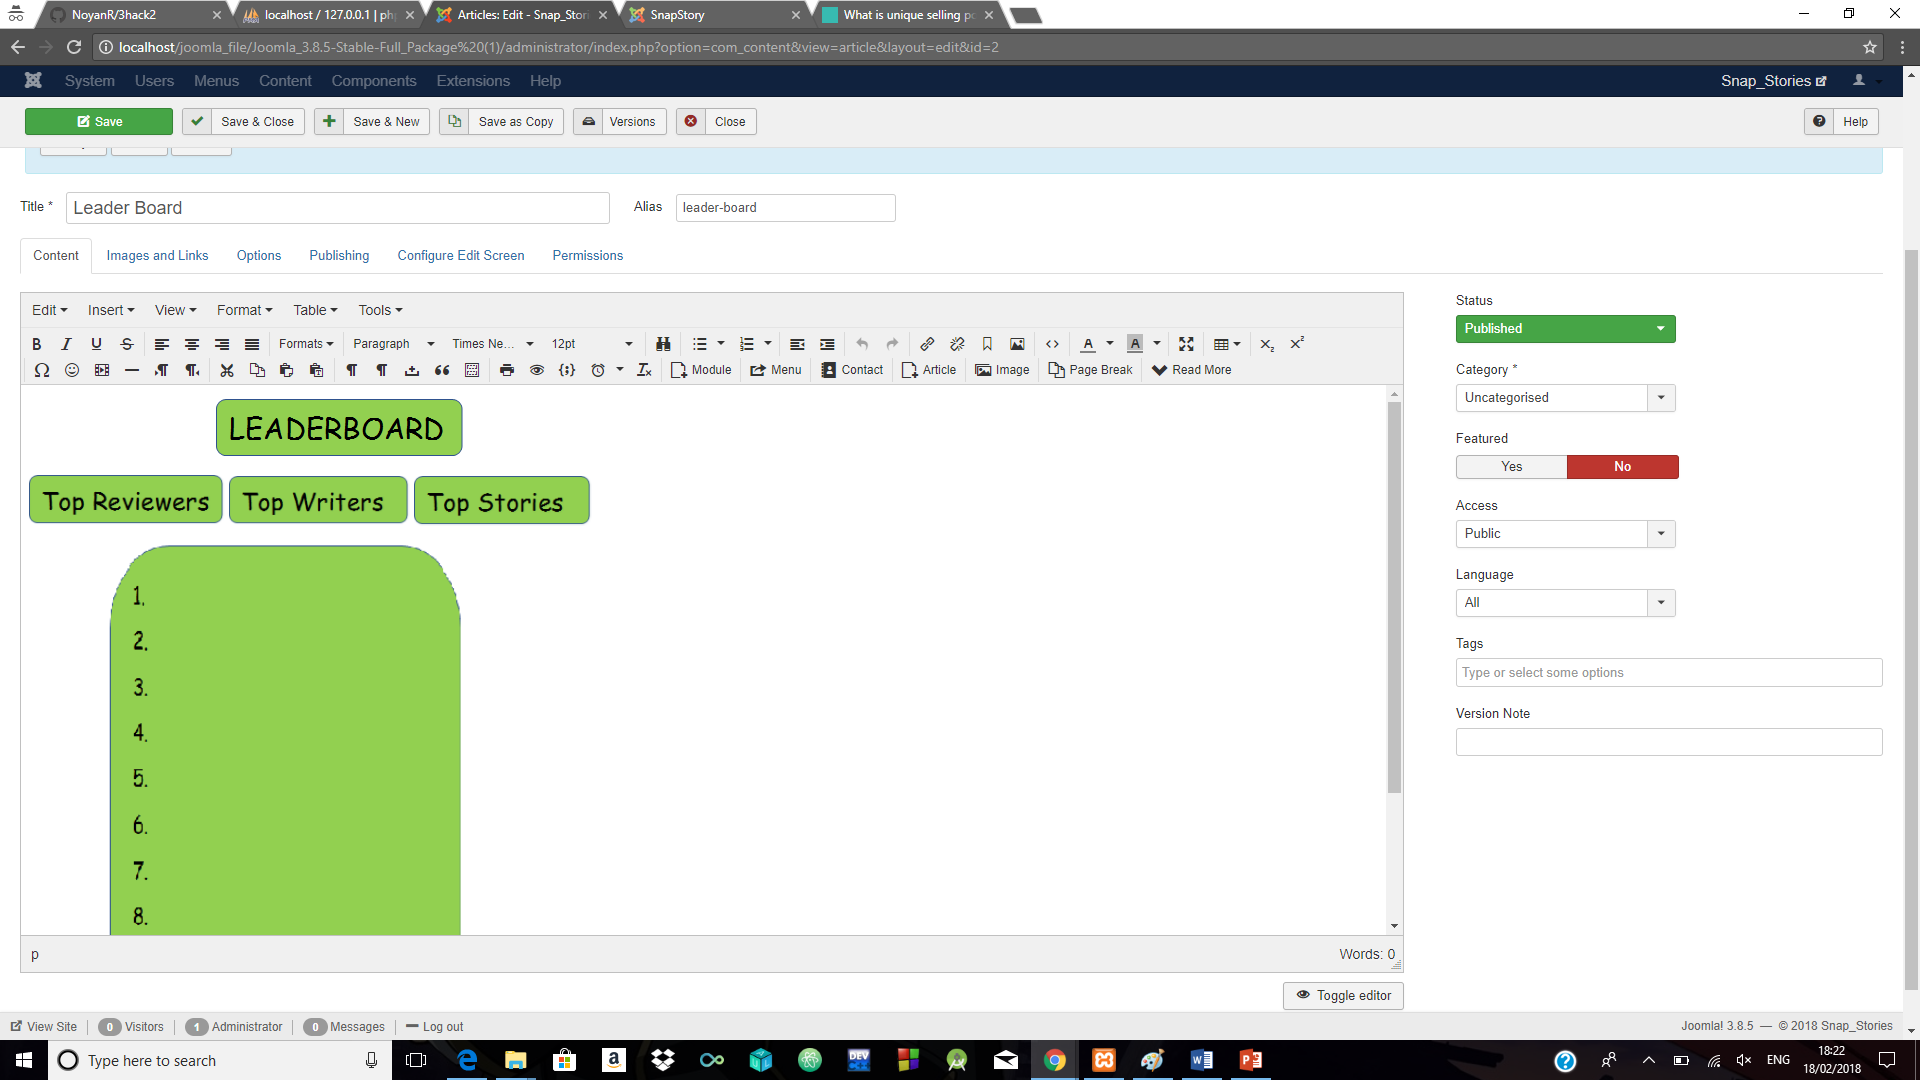 NoyanR/3hack2
localhost / 127.0.0.1 | ph
Articles: Edit - Snap_Stori
SnapStory
What is unique selling po
localhost/joomla_file/Joomla_3.8.5-Stable-Full_Package%20(1)/administrator/index.php?option=com_content&view=article&layout=edit&id=2
System Users Menus Content Components Extensions Help
Snap_Stories
Save
Save & Close
Save & New
Save as Copy
Versions
Close
Help
Title * Leader Board
Alias leader-board
Content Images and Links Options Publishing Configure Edit Screen Permissions
Edit Insert View Format Table Tools
B I U S Formats Paragraph Times Ne... 12pt
Module Menu Contact Article Image Page Break Read More
LEADERBOARD
Top Reviewers Top Writers Top Stories
1.
2.
3.
4.
5.
6.
7.
8.
p
Words: 0
Toggle editor
Status
Published
Category *
Uncategorised
Featured
Yes No
Access
Public
Language
All
Tags
Type or select some options
Version Note
View Site 0 Visitors 1 Administrator 0 Messages Log out
Joomla! 3.8.5 — © 2018 Snap_Stories
Type here to search
DEV
ENG
18:22
18/02/2018